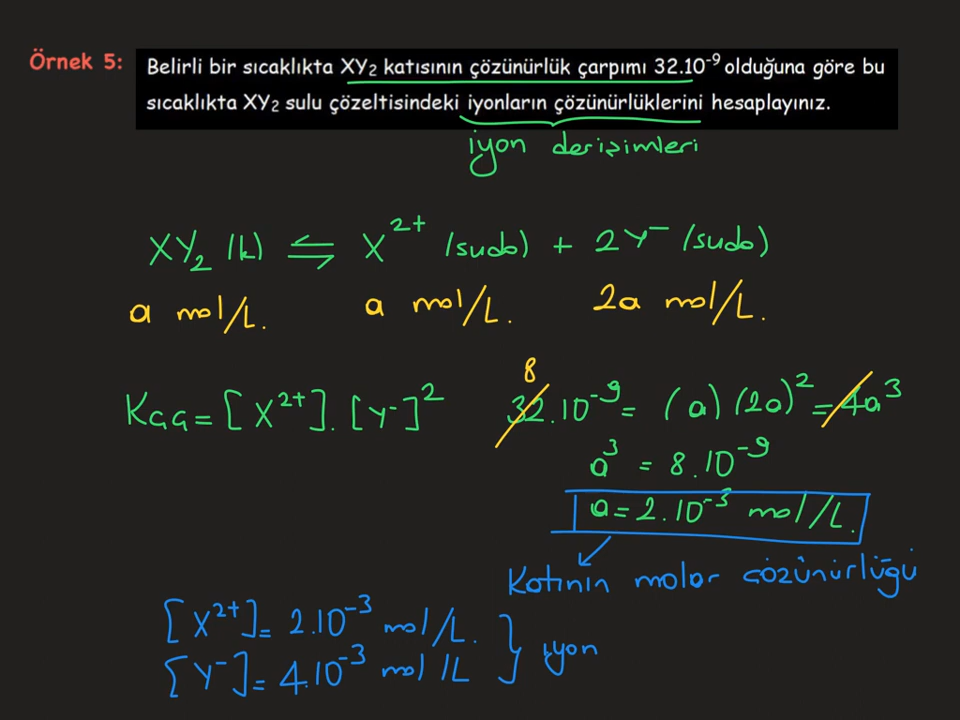 Örnek 5: Belirli bir sıcaklıkta XY₂ katısının çözünürlük çarpımı 32.10⁻⁹ olduğuna göre bu
sıcaklıkta XY₂ sulu çözeltisindeki iyonların çözünürlüklerini hesaplayınız.
iyon derişimleri
XY₂ (k) ⇌ X²⁺ (suda) + 2Y⁻ (suda)
a mol/L. a mol/L. 2a mol/L.
8
Kçç = [X²⁺].[Y⁻]² 32.10⁻⁹ = (a)(2a)² = 4a³
a³ = 8.10⁻⁹
a = 2.10⁻³ mol/L.
Katının molar çözünürlüğü
[X²⁺] = 2.10⁻³ mol/L.
[Y⁻] = 4.10⁻³ mol/L
iyon